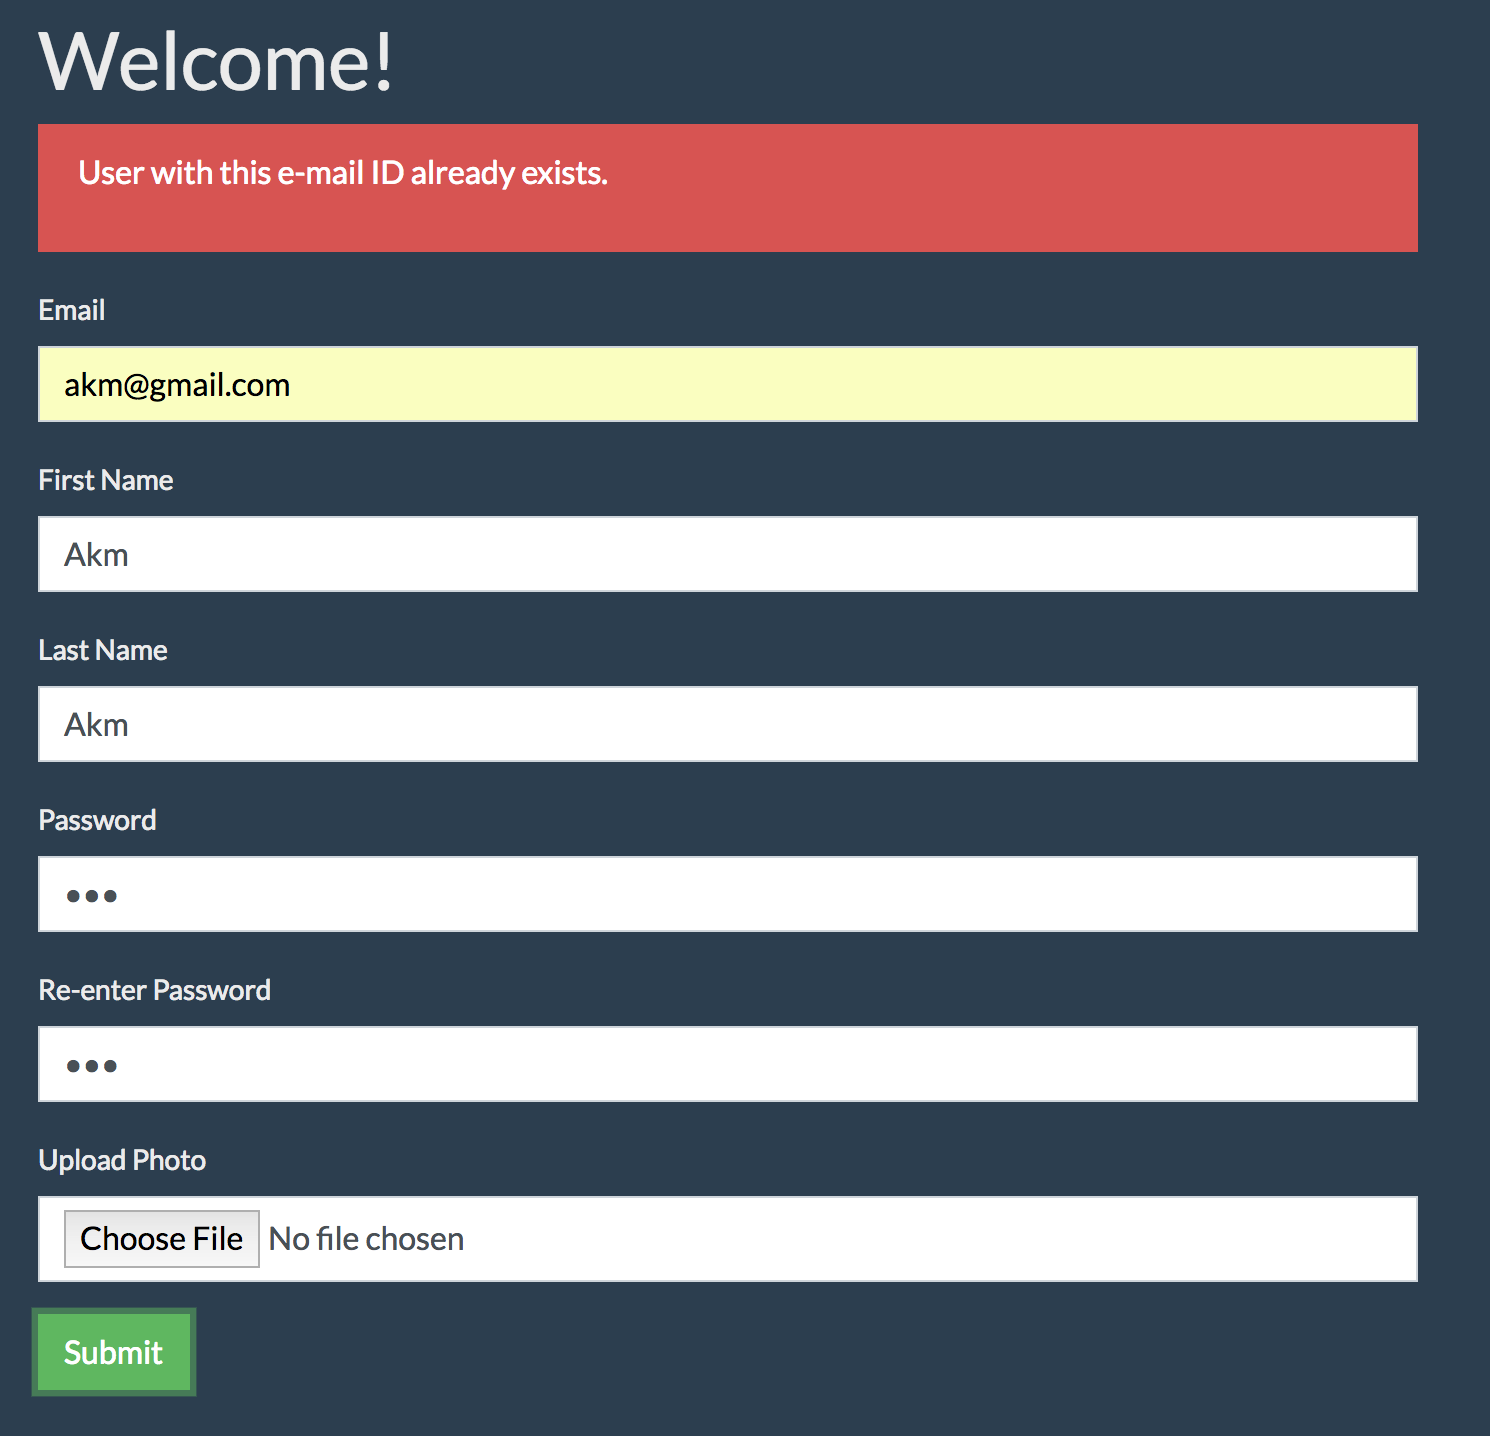 Welcome!
User with this e-mail ID already exists.
Email
akm@gmail.com
First Name
Akm
Last Name
Akm
Password
•••
Re-enter Password
•••
Upload Photo
Choose File No file chosen
Submit